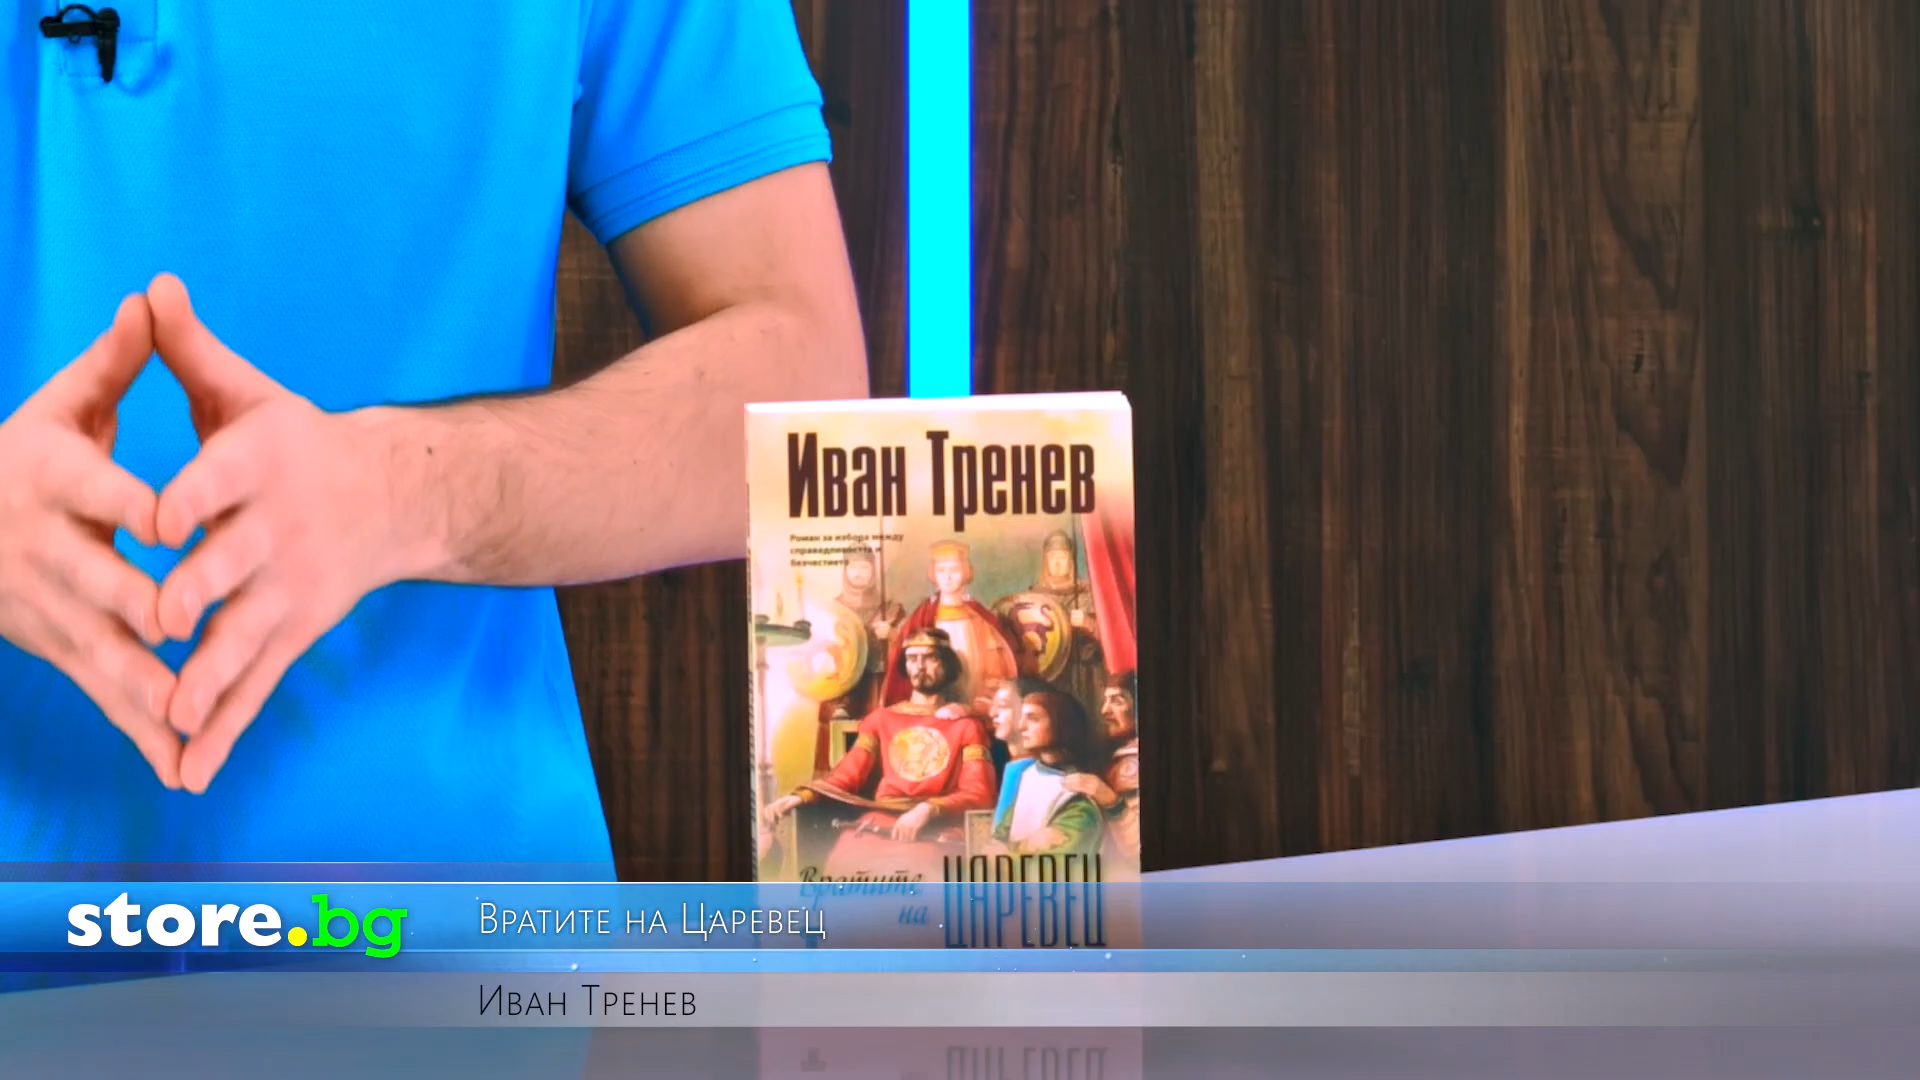 Иван Тренев
Роман за избора между
справедливостта и
безчестието
Вратите
на
ЦАРЕВЕЦ
store.bg
Вратите на Царевец
Иван Тренев